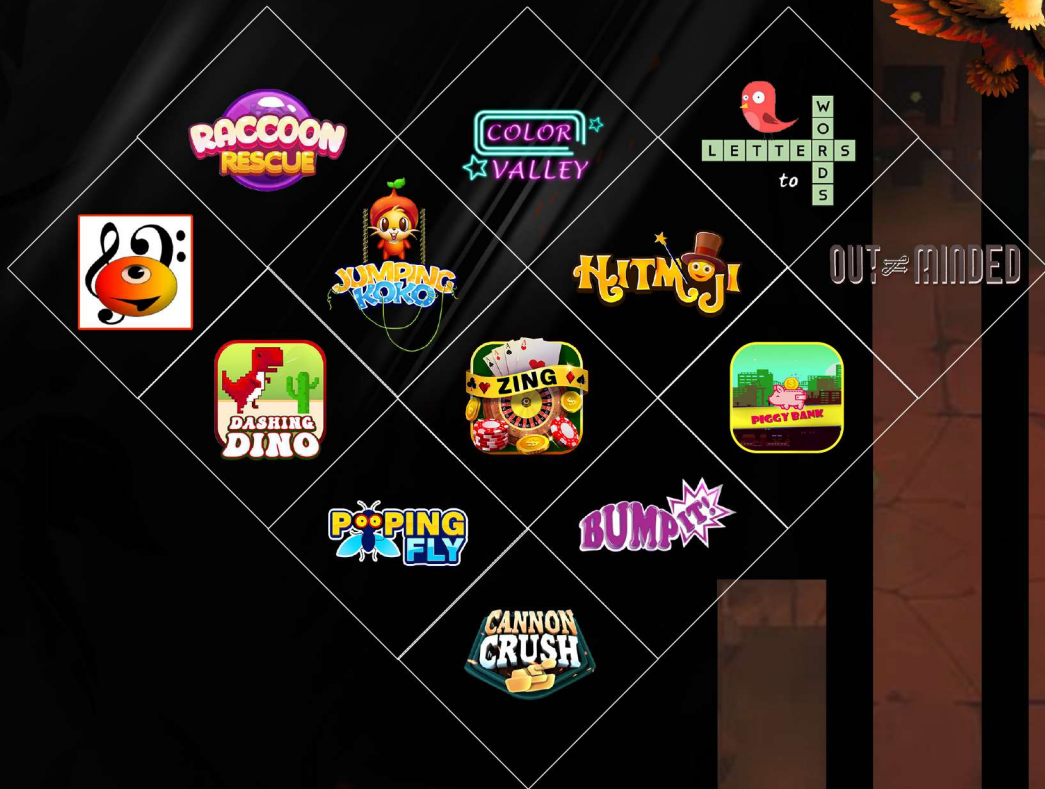 RACCOON
RESCUE
COLOR
VALLEY
LETTERS
to
WORDS
JUMPING
KOKO
HITMOJI
OUT MINDED
DASHING
DINO
ZING
PIGGY BANK
POOPING
FLY
BUMP IT!
CANNON
CRUSH